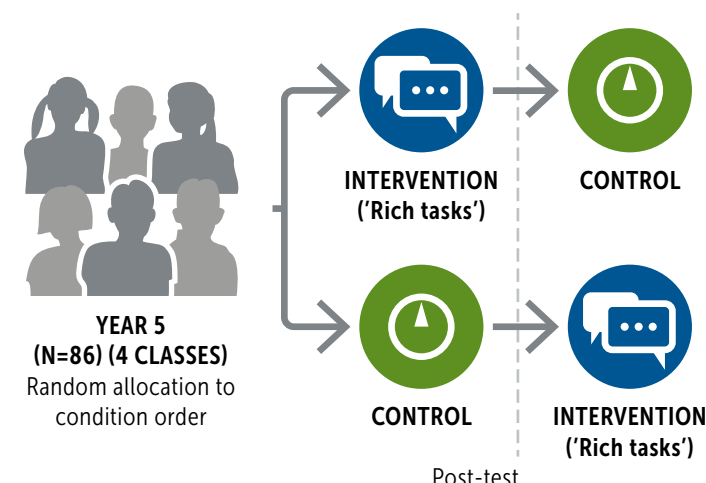 INTERVENTION
('Rich tasks')
CONTROL
YEAR 5
(N=86) (4 CLASSES)
Random allocation to
condition order
CONTROL
INTERVENTION
('Rich tasks')
Post-test